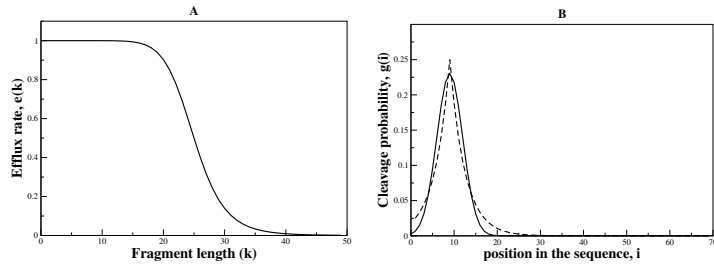 A
Efflux rate, e(k)
1
0.8
0.6
0.4
0.2
0
0 10 20 30 40 50
Fragment length (k)
B
Cleavage probability, g(i)
0.25
0.2
0.15
0.1
0.05
0
0 10 20 30 40 50 60 70
position in the sequence, i